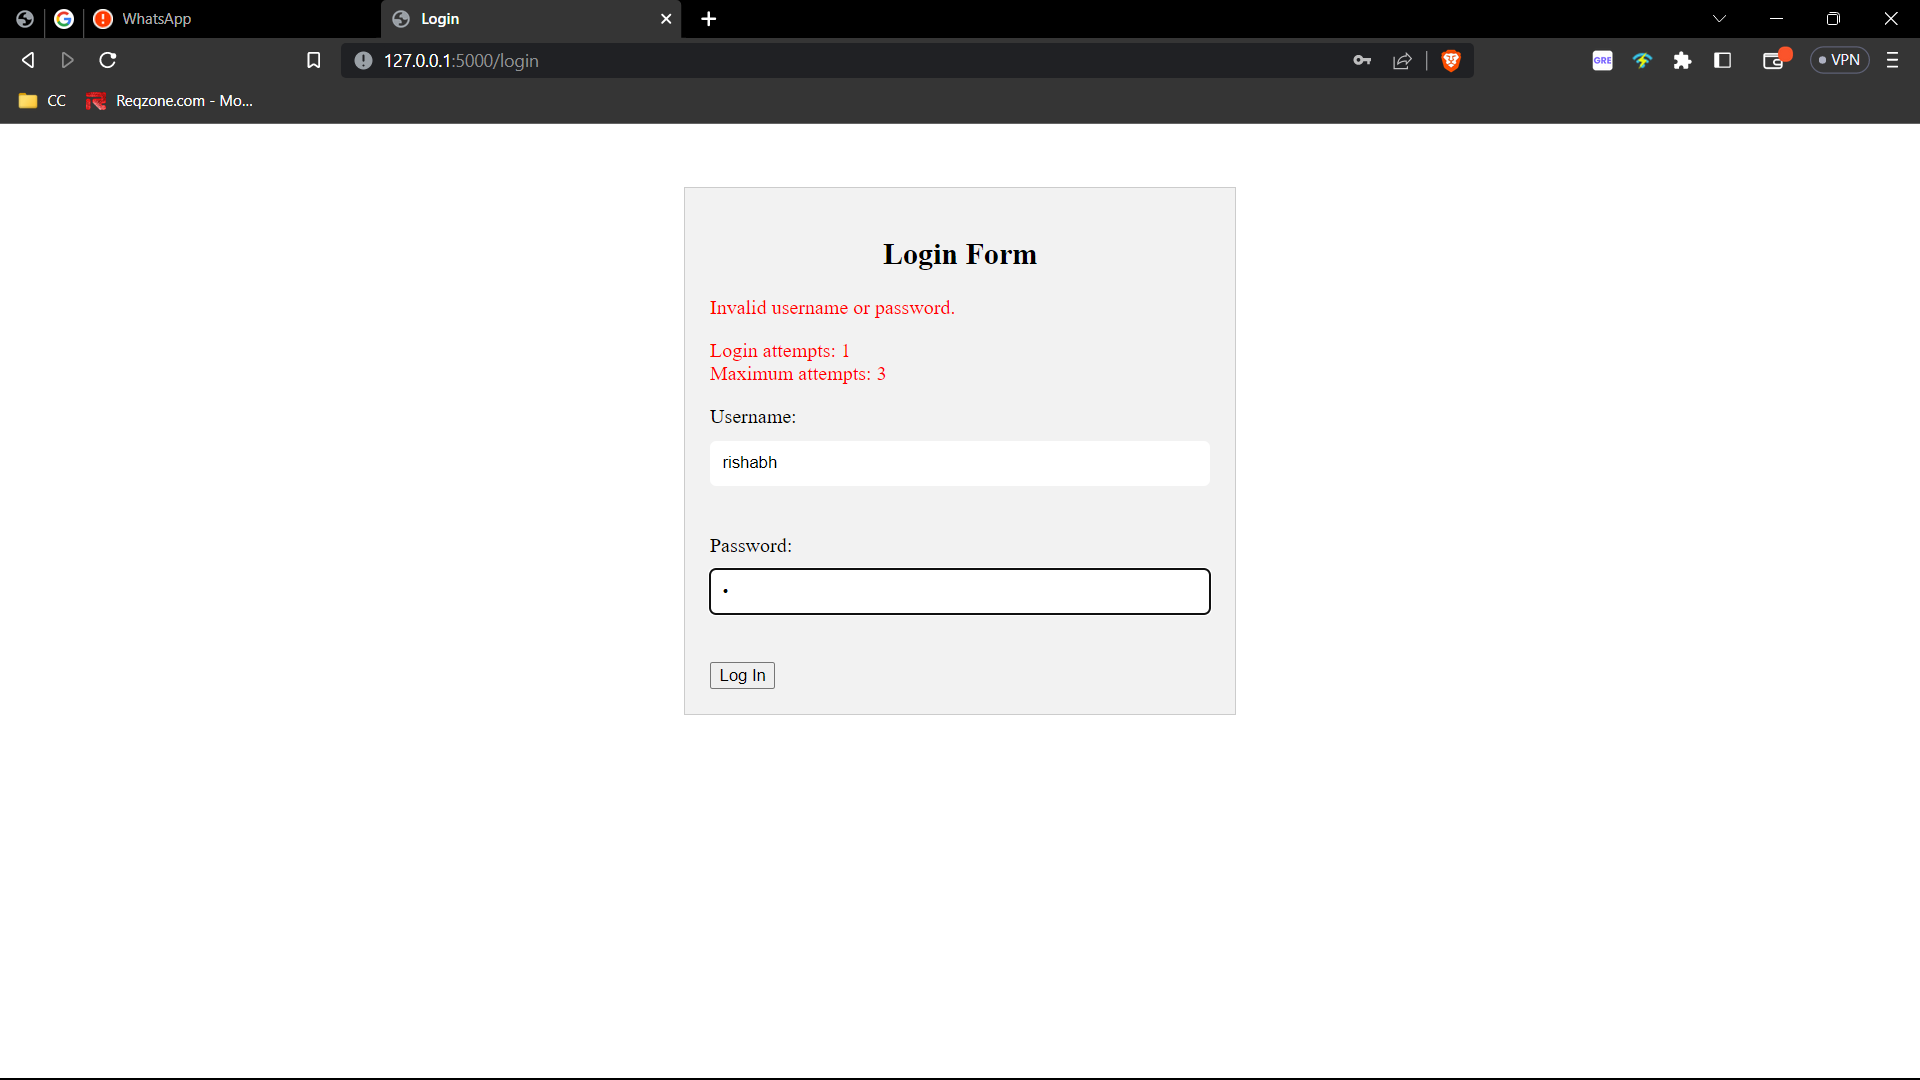 WhatsApp
Login
127.0.0.1:5000/login
GRE
VPN
CC
Reqzone.com - Mo...
Login Form
Invalid username or password.
Login attempts: 1
Maximum attempts: 3
Username:
rishabh
Password:
Log In